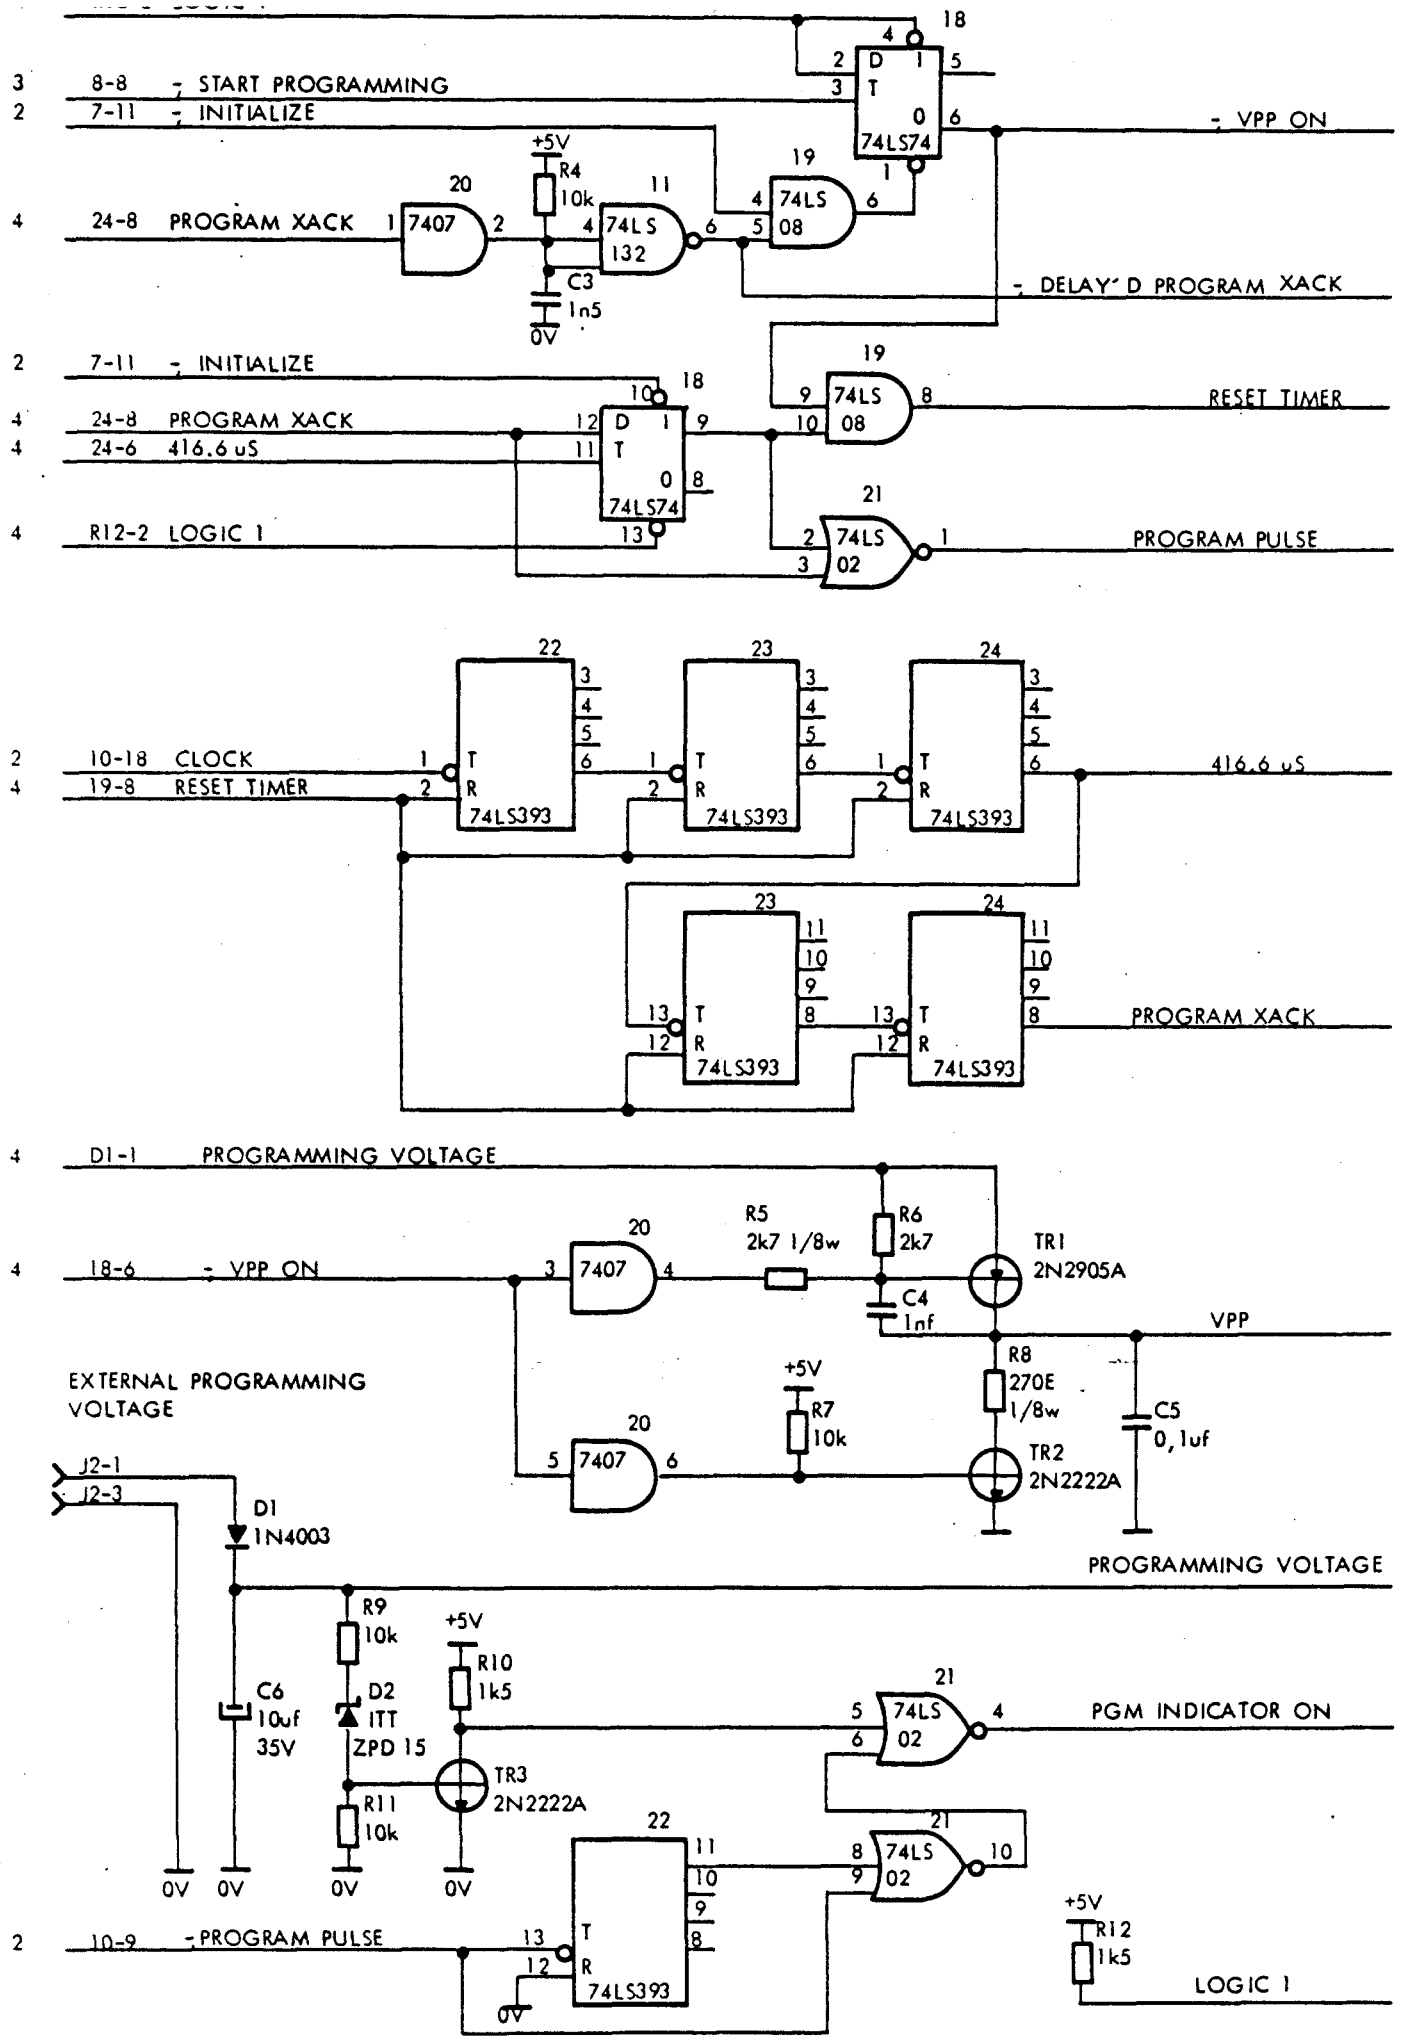 18
4
2 D 1 5
3 8-8 -, START PROGRAMMING 3 T
2 7-11 -, INITIALIZE
0 6 -, VPP ON
74LS74
1
+5V
R4
10k
20 11 19
4 24-8 PROGRAM XACK 1 7407 2 4 74LS 132 6
4 74LS 6
5 08
C3
1n5
0V
-, DELAY'D PROGRAM XACK
2 7-11 -, INITIALIZE 10 18
19
9 74LS 8 RESET TIMER
10 08
4 24-8 PROGRAM XACK 12 D 1 9
4 24-6 416.6 uS 11 T
0 8
74LS74
4 R12-2 LOGIC 1 13
21
2 74LS 1 PROGRAM PULSE
3 02
22 23 24
3 3 3
4 4 4
5 5 5
2 10-18 CLOCK 1 T 6 1 T 6 1 T 6 416.6 uS
4 19-8 RESET TIMER 2 R 2 R 2 R
74LS393 74LS393 74LS393
23 24
11 11
10 10
9 9
13 T 8 13 T 8 PROGRAM XACK
12 R 12 R
74LS393 74LS393
4 D1-1 PROGRAMMING VOLTAGE
20 R5 R6 TR1
2k7 1/8w 2k7 2N2905A
4 18-6 -, VPP ON 3 7407 4
C4
1nf
VPP
EXTERNAL PROGRAMMING
VOLTAGE
+5V
R7
10k
R8
270E
1/8w
C5
0,1uf
20
5 7407 6
TR2
2N2222A
J2-1
J2-3
D1
1N4003
PROGRAMMING VOLTAGE
R9
10k
+5V
R10
1k5
C6
10uf
35V
D2
ITT
ZPD 15
21
5 74LS 4 PGM INDICATOR ON
6 02
TR3
2N2222A
R11
10k
22
21
11 8 74LS 10
10 9 02
9
8
0V 0V 0V 0V
2 10-9 -, PROGRAM PULSE 13 T
12 R
74LS393
0V
+5V
R12
1k5
LOGIC 1